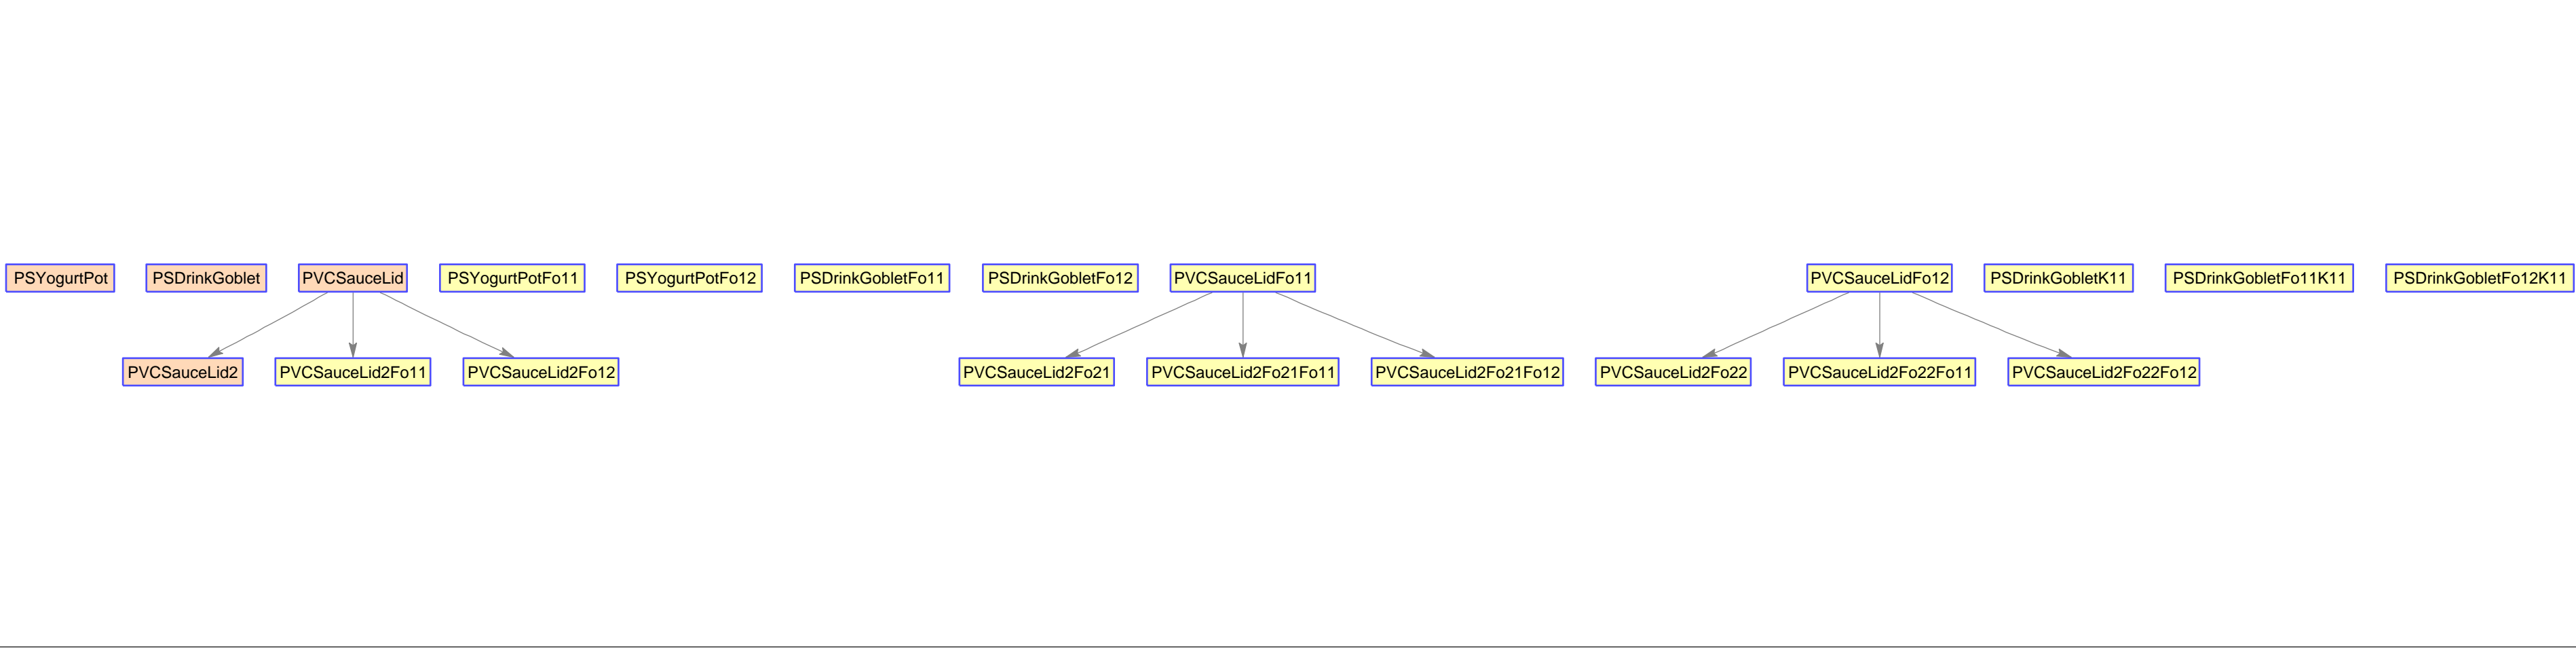 PSYogurtPot
PSDrinkGoblet
PVCSauceLid
PSYogurtPotFo11
PSYogurtPotFo12
PSDrinkGobletFo11
PSDrinkGobletFo12
PVCSauceLidFo11
PVCSauceLidFo12
PSDrinkGobletK11
PSDrinkGobletFo11K11
PSDrinkGobletFo12K11
PVCSauceLid2
PVCSauceLid2Fo11
PVCSauceLid2Fo12
PVCSauceLid2Fo21
PVCSauceLid2Fo21Fo11
PVCSauceLid2Fo21Fo12
PVCSauceLid2Fo22
PVCSauceLid2Fo22Fo11
PVCSauceLid2Fo22Fo12